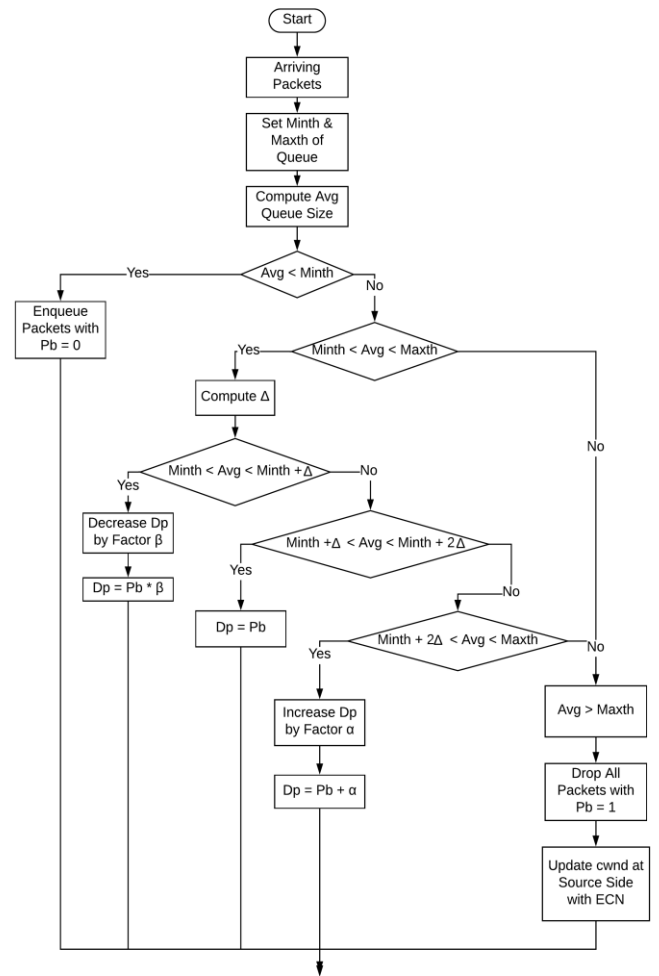 Start
Arriving
Packets
Set Minth &
Maxth of
Queue
Compute Avg
Queue Size
Avg < Minth
Yes
No
Enqueue
Packets with
Pb = 0
Minth < Avg < Maxth
Yes
No
Compute Δ
Minth < Avg < Minth +Δ
Yes
No
Decrease Dp
by Factor β
Dp = Pb * β
Minth +Δ < Avg < Minth + 2Δ
Yes
No
Dp = Pb
Minth + 2Δ < Avg < Maxth
Yes
No
Increase Dp
by Factor α
Dp = Pb + α
Avg > Maxth
Drop All
Packets with
Pb = 1
Update cwnd at
Source Side
with ECN